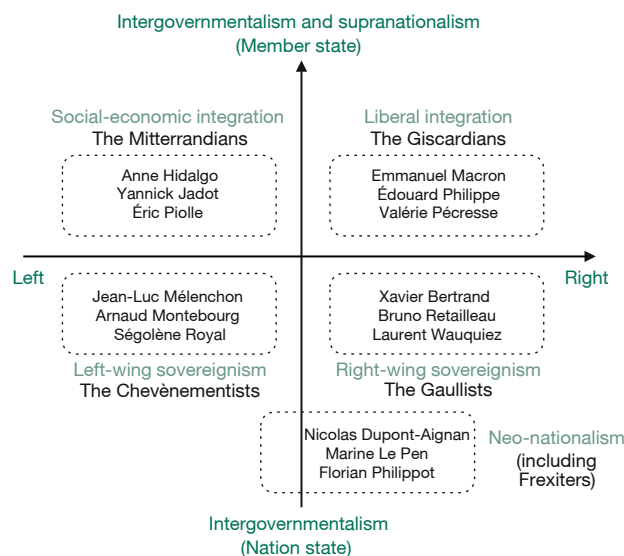 Intergovernmentalism and supranationalism
(Member state)
Social-economic integration
The Mitterrandians
Anne Hidalgo
Yannick Jadot
Éric Piolle
Liberal integration
The Giscardians
Emmanuel Macron
Édouard Philippe
Valérie Pécresse
Left
Right
Jean-Luc Mélenchon
Arnaud Montebourg
Ségolène Royal
Left-wing sovereignism
The Chevènementists
Xavier Bertrand
Bruno Retailleau
Laurent Wauquiez
Right-wing sovereignism
The Gaullists
Nicolas Dupont-Aignan
Marine Le Pen
Florian Philippot
Neo-nationalism
(including
Frexiters)
Intergovernmentalism
(Nation state)